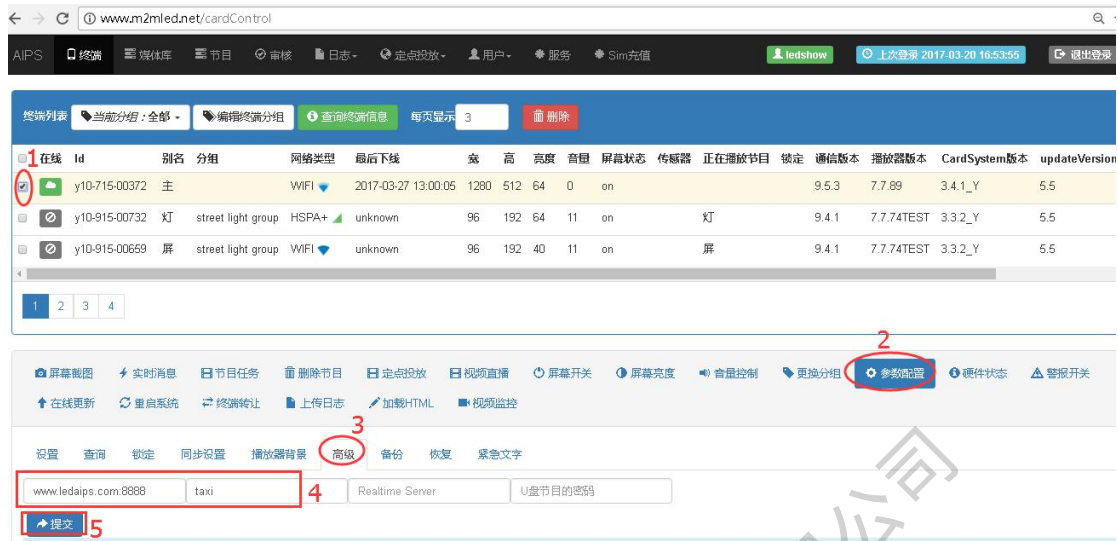 www.m2mled.net/cardControl
AIPS 终端 媒体库 节目 审核 日志 定点投放 用户 服务 Sim充值 ledshow 上次登录 2017-03-20 16:53:55 退出登录
终端列表 当前分组：全部 编辑终端分组 查询终端信息 每页显示 3 删除
1 在线 Id 别名 分组 网络类型 最后下线 宽 高 亮度 音量 屏幕状态 传感器 正在播放节目 锁定 通信版本 播放器版本 CardSystem版本 updateVersion
y10-715-00372 主 WIFI 2017-03-27 13:00:05 1280 512 64 0 on 9.5.3 7.7.89 3.4.1_Y 5.5
y10-915-00732 灯 street light group HSPA+ unknown 96 192 64 11 on 灯 9.4.1 7.7.74TEST 3.3.2_Y 5.5
y10-915-00659 屏 street light group WIFI unknown 96 192 40 11 on 屏 9.4.1 7.7.74TEST 3.3.2_Y 5.5
1 2 3 4
2
屏幕截图 实时消息 节目任务 删除节目 定点投放 视频直播 屏幕开关 屏幕亮度 音量控制 更换分组 参数配置 硬件状态 警报开关
在线更新 重启系统 终端转让 上传日志 加载HTML 视频监控
3
设置 查询 锁定 同步设置 播放器背景 高级 备份 恢复 紧急文字
www.ledaips.com:8888 taxi 4 Realtime Server U盘节目的密码
提交 5
公司